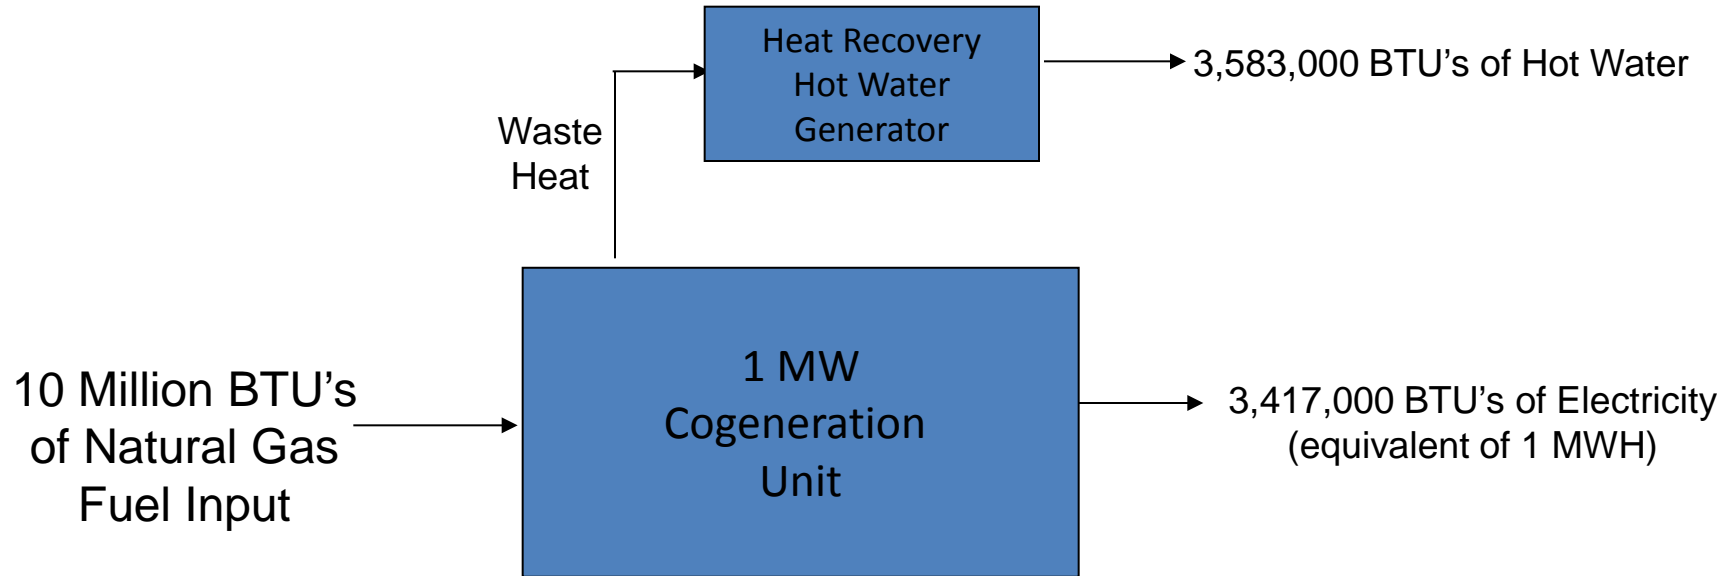 Heat Recovery
Hot Water
Generator
3,583,000 BTU’s of Hot Water
Waste
Heat
10 Million BTU’s
of Natural Gas
Fuel Input
1 MW
Cogeneration
Unit
3,417,000 BTU’s of Electricity
(equivalent of 1 MWH)